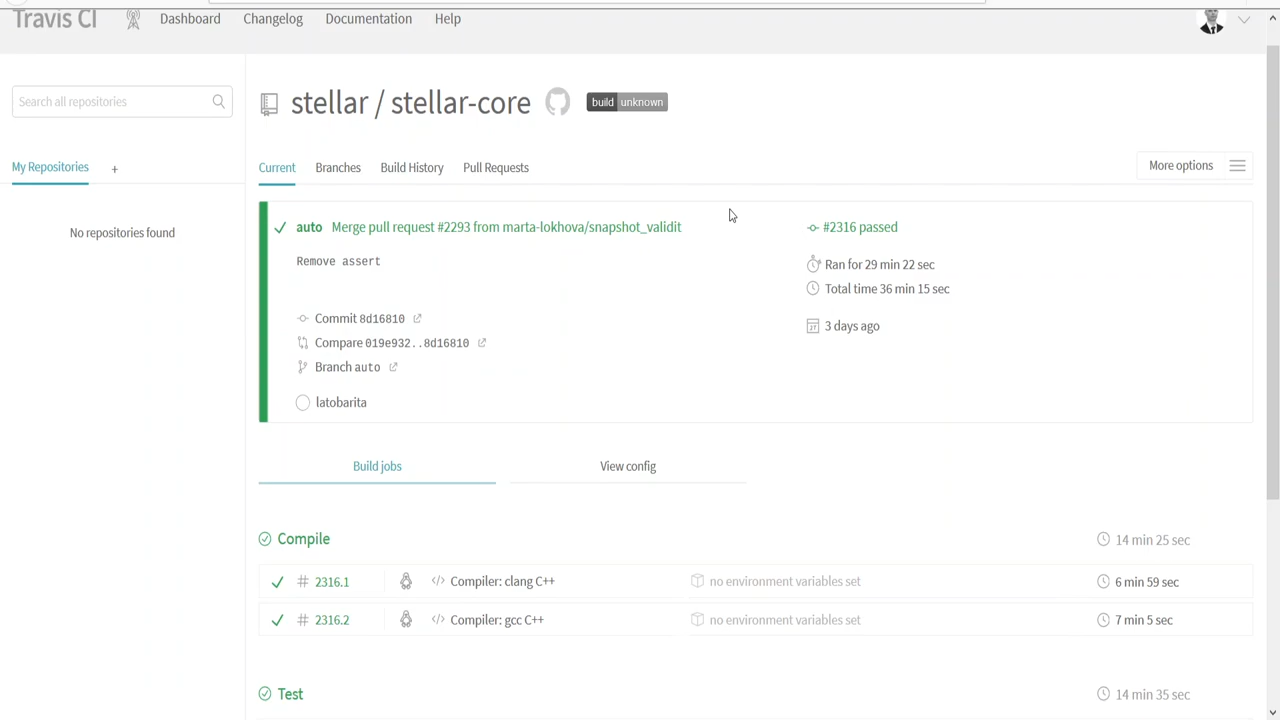 Travis CI
Dashboard
Changelog
Documentation
Help
Search all repositories
My Repositories
+
No repositories found
stellar / stellar-core
build unknown
Current
Branches
Build History
Pull Requests
More options
auto Merge pull request #2293 from marta-lokhova/snapshot_validit
Remove assert
Commit 8d16810
Compare 019e932..8d16810
Branch auto
latobarita
#2316 passed
Ran for 29 min 22 sec
Total time 36 min 15 sec
3 days ago
Build jobs
View config
Compile
14 min 25 sec
# 2316.1 </> Compiler: clang C++ no environment variables set 6 min 59 sec
# 2316.2 </> Compiler: gcc C++ no environment variables set 7 min 5 sec
Test
14 min 35 sec